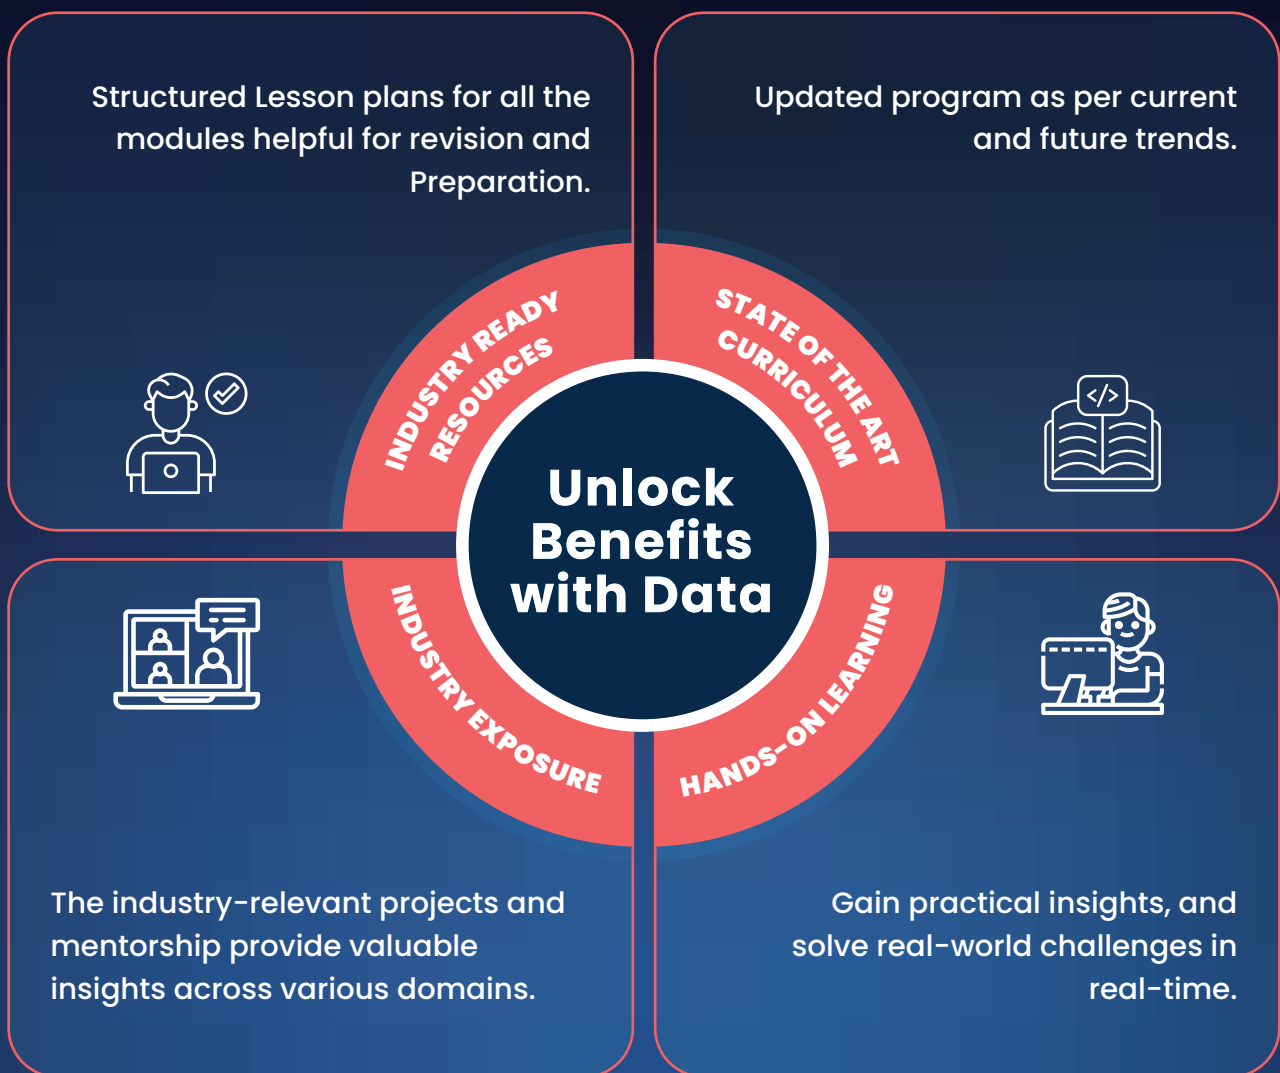 Structured Lesson plans for all the
modules helpful for revision and
Preparation.
INDUSTRY READY
RESOURCES
Updated program as per current
and future trends.
STATE OF THE ART
CURRICULUM
</>
Unlock
Benefits
with Data
INDUSTRY EXPOSURE
The industry-relevant projects and
mentorship provide valuable
insights across various domains.
HANDS-ON LEARNING
Gain practical insights, and
solve real-world challenges in
real-time.